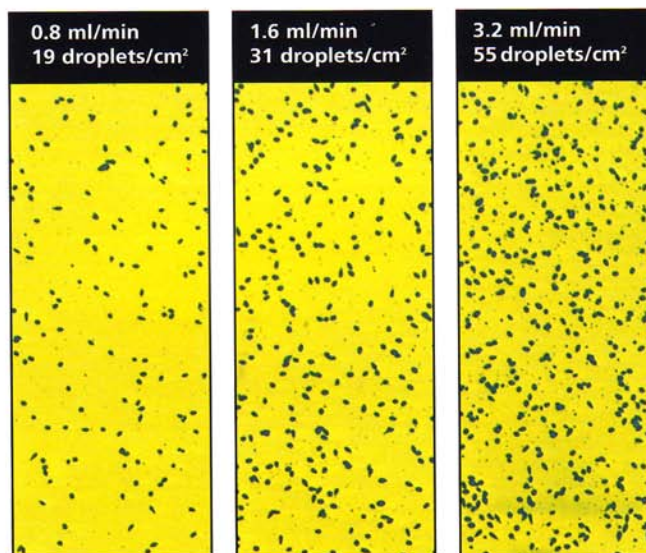 0.8 ml/min
19 droplets/cm²
1.6 ml/min
31 droplets/cm²
3.2 ml/min
55 droplets/cm²